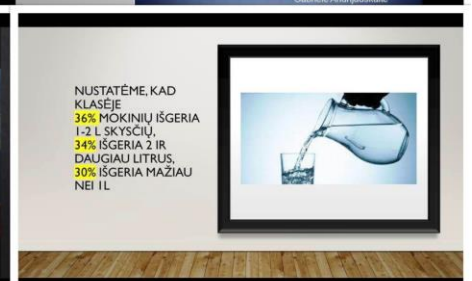 NUSTATĖME, KAD
KLASĖJE
36% MOKINIŲ IŠGERIA
1-2 L SKYSČIŲ,
34% IŠGERIA 2 IR
DAUGIAU LITRUS,
30% IŠGERIA MAŽIAU
NEI 1L